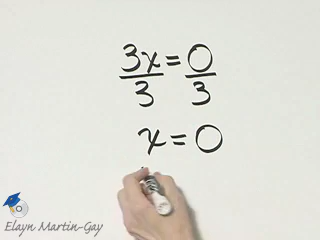 3x = 0
3 3
x = 0
Elayn Martin-Gay